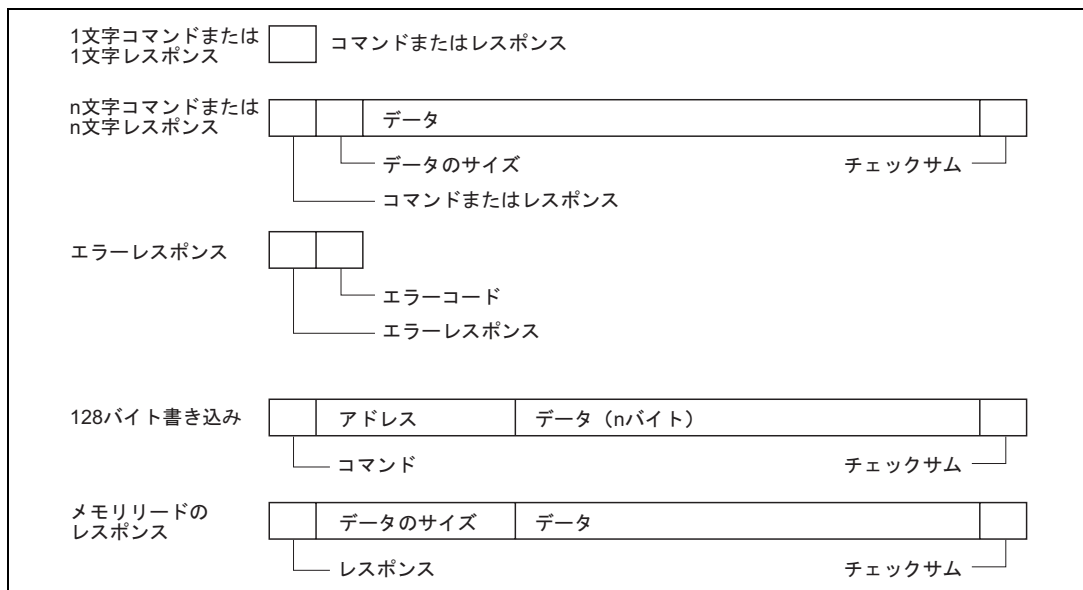 1文字コマンドまたは
1文字レスポンス
コマンドまたはレスポンス
n文字コマンドまたは
n文字レスポンス
データ
データのサイズ
チェックサム
コマンドまたはレスポンス
エラーレスポンス
エラーコード
エラーレスポンス
128バイト書き込み
アドレス
データ（nバイト）
コマンド
チェックサム
メモリリードの
レスポンス
データのサイズ
データ
レスポンス
チェックサム